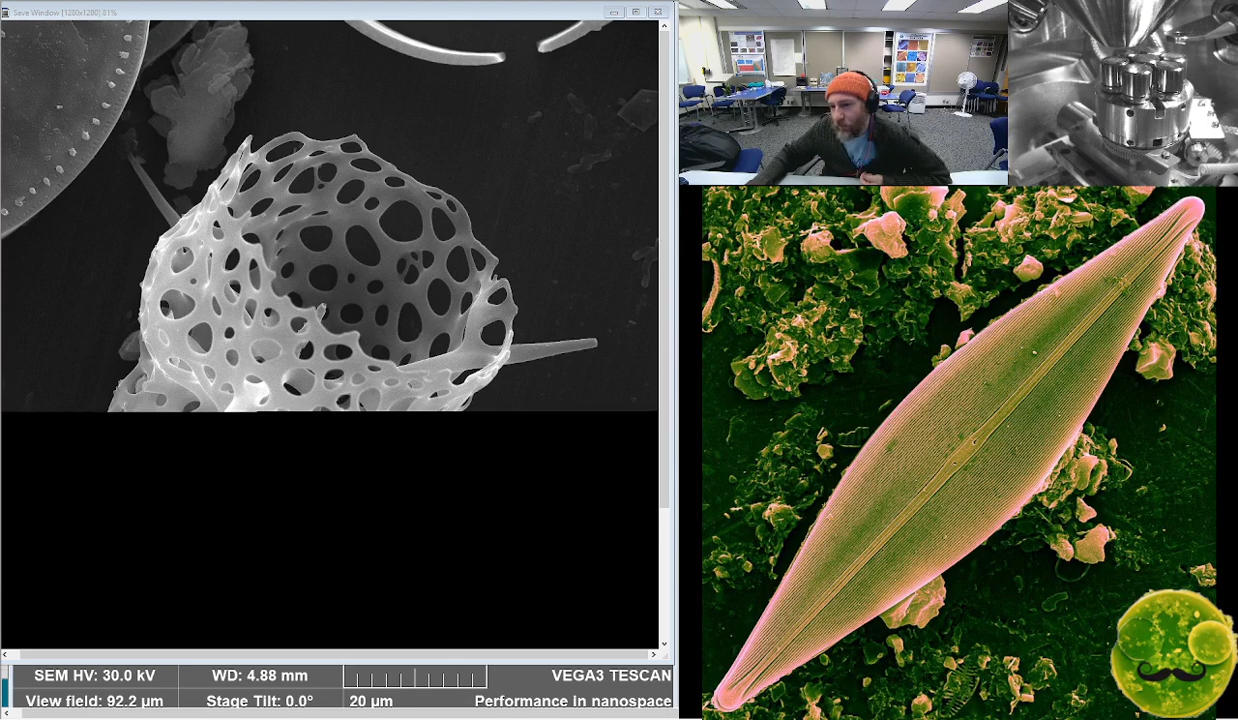 Save Window [1280x1280] 81%
SEM HV: 30.0 kV
WD: 4.88 mm
VEGA3 TESCAN
View field: 92.2 µm
Stage Tilt: 0.0°
20 µm
Performance in nanospace